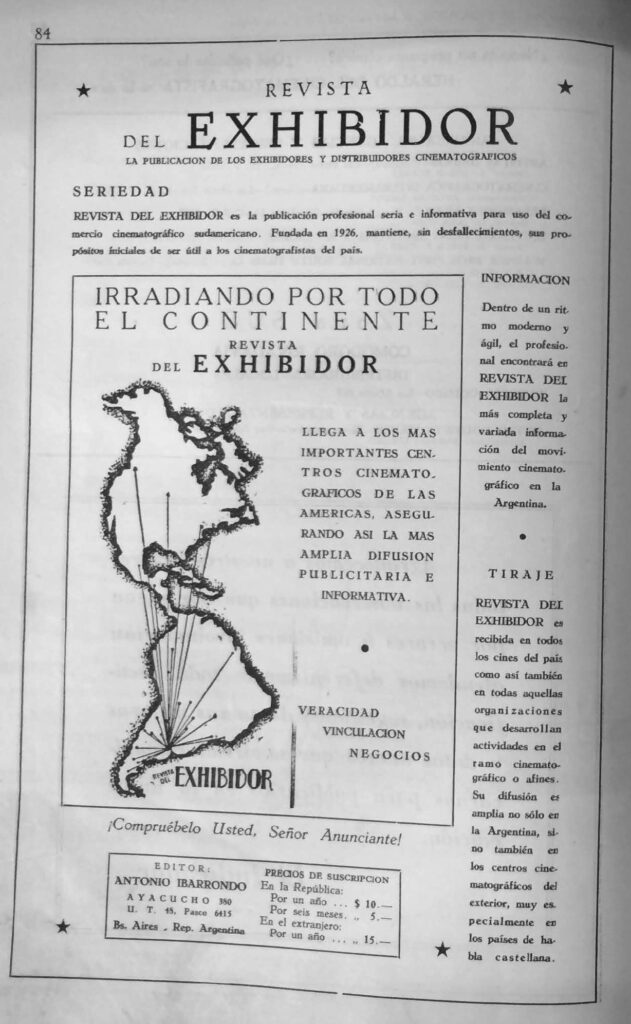 84
REVISTA
DEL EXHIBIDOR
LA PUBLICACION DE LOS EXHIBIDORES Y DISTRIBUIDORES CINEMATOGRAFICOS
SERIEDAD
REVISTA DEL EXHIBIDOR es la publicación profesional seria e informativa para uso del co-
mercio cinematográfico sudamericano. Fundada en 1926, mantiene, sin desfallecimientos, sus pro-
pósitos iniciales de ser útil a los cinematografistas del país.
IRRADIANDO POR TODO
EL CONTINENTE
REVISTA
DEL EXHIBIDOR
LLEGA A LOS MAS
IMPORTANTES CEN-
TROS CINEMATO-
GRAFICOS DE LAS
AMERICAS, ASEGU-
RANDO ASI LA MAS
AMPLIA DIFUSION
PUBLICITARIA E
INFORMATIVA.
VERACIDAD
VINCULACION
NEGOCIOS
REVISTA
DEL EXHIBIDOR
INFORMACION
Dentro de un rit-
mo moderno y
ágil, el profesio-
nal encontrará en
REVISTA DEL
EXHIBIDOR la
más completa y
variada informa-
ción del movi-
miento cinemato-
gráfico en la
Argentina.
TIRAJE
REVISTA DEL
EXHIBIDOR es
recibida en todos
los cines del país
como así también
en todas aquellas
organizaciones
que desarrollan
actividades en el
ramo cinemato-
gráfico o afines.
Su difusión es
amplia no sólo en
la Argentina, si-
no también en
los centros cine-
matográficos del
exterior, muy es-
pecialmente en
los países de ha-
bla castellana.
¡Compruébelo Usted, Señor Anunciante!
EDITOR:
ANTONIO IBARRONDO
AYACUCHO 380
U. T. 45, Pasco 6415
Bs. Aires - Rep. Argentina
PRECIOS DE SUSCRIPCION
En la República:
Por un año ... $ 10.—
Por seis meses. „ 5.—
En el extranjero:
Por un año ... „ 15.—